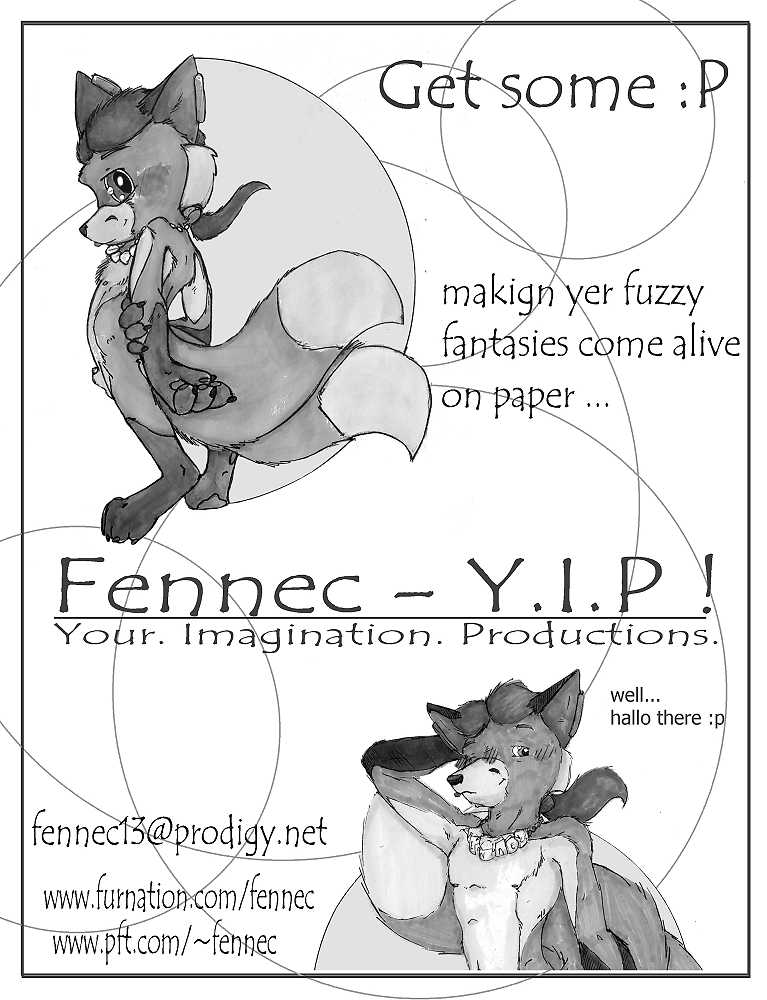 Get some :P
makign yer fuzzy
fantasies come alive
on paper ...
Fennec – Y.I.P !
Your. Imagination. Productions.
well...
hallo there :p
fennec13@prodigy.net
www.furnation.com/fennec
www.pft.com/~fennec